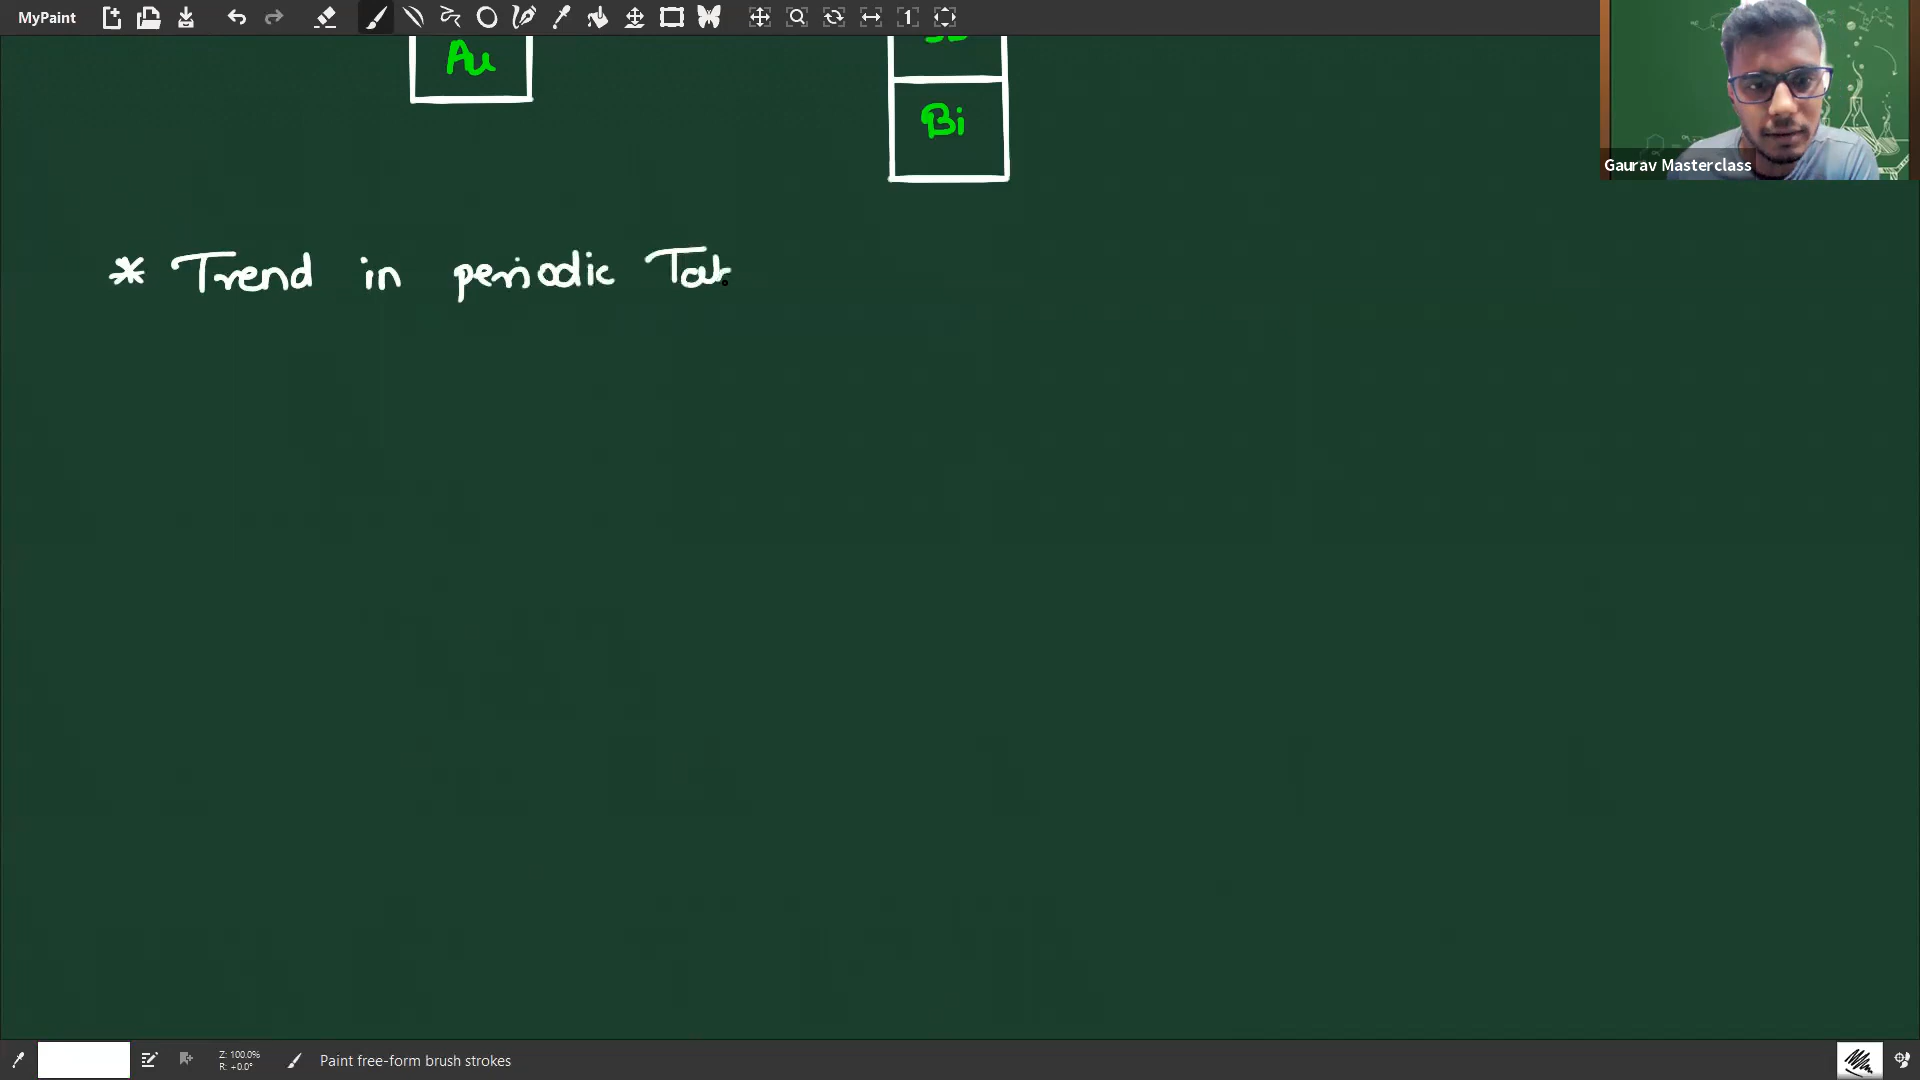 MyPaint
Au
Bi
Gaurav Masterclass
* Trend in periodic Tab
Z: 100.0%
R: +0.0°
Paint free-form brush strokes